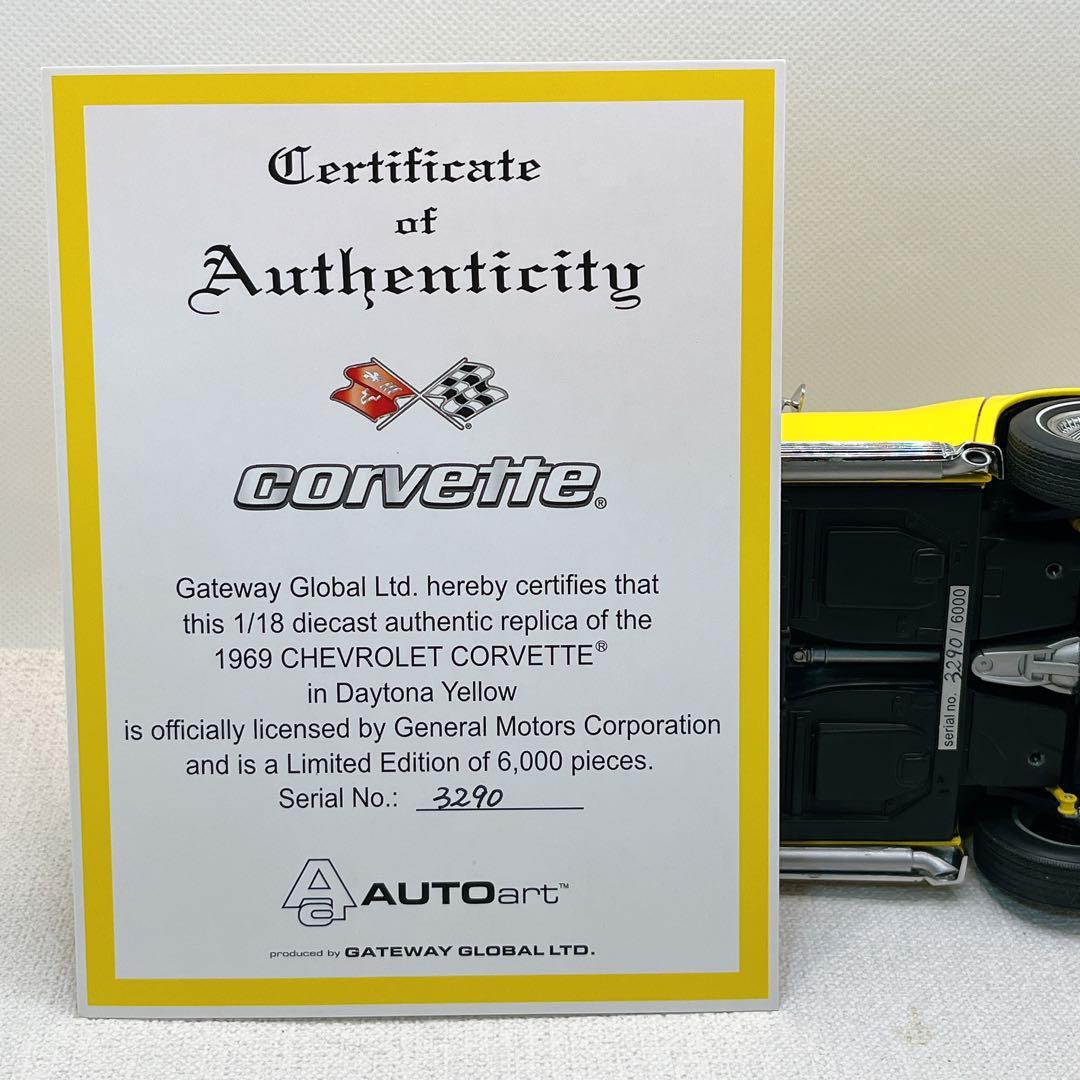 Certificate
of
Authenticity
corvette®
Gateway Global Ltd. hereby certifies that
this 1/18 diecast authentic replica of the
1969 CHEVROLET CORVETTE®
in Daytona Yellow
is officially licensed by General Motors Corporation
and is a Limited Edition of 6,000 pieces.
Serial No.: 3290
AUTOart™
produced by GATEWAY GLOBAL LTD.
serial no. 3290 / 6000